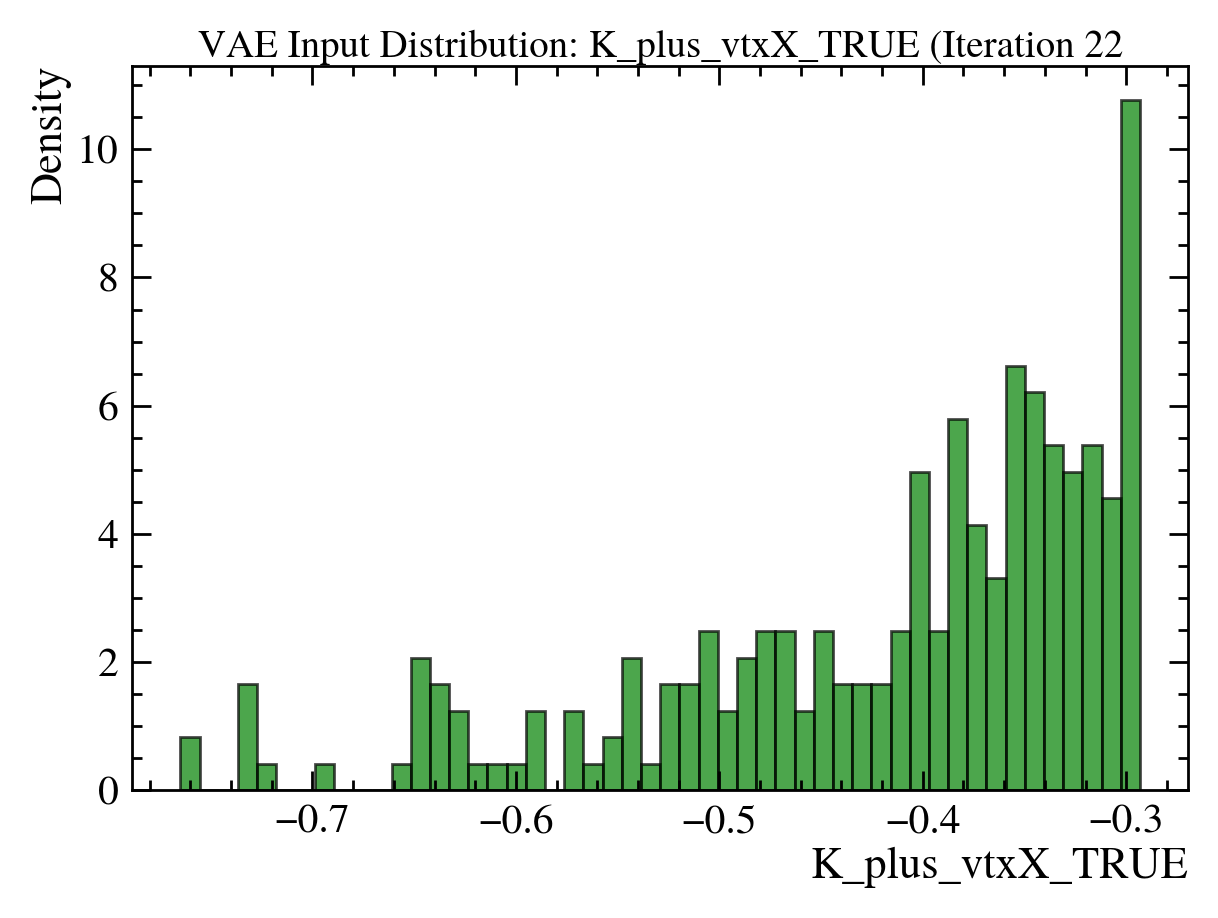 VAE Input Distribution: K_plus_vtxX_TRUE (Iteration 22
Density
10
8
6
4
2
0
−0.7 −0.6 −0.5 −0.4 −0.3
K_plus_vtxX_TRUE